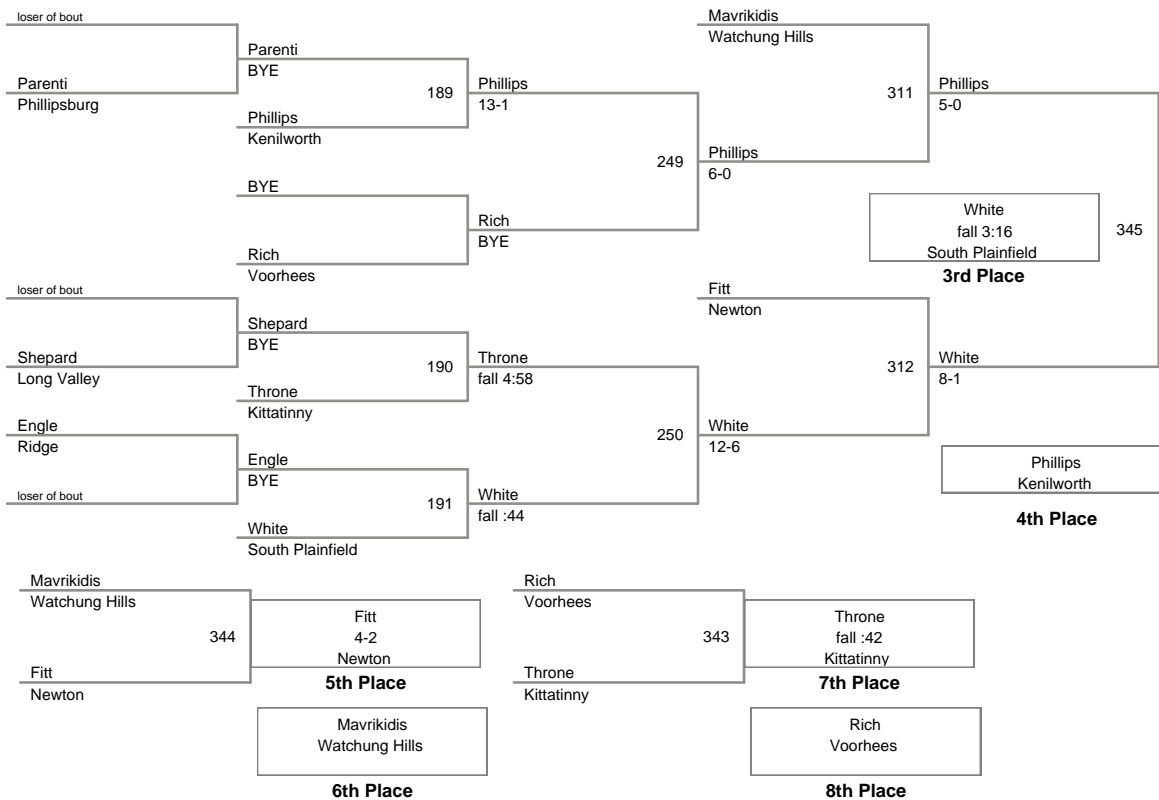 loser of bout
Parenti
Phillipsburg
Parenti
BYE
189
Phillips
Kenilworth
Phillips
13-1
BYE
Rich
Voorhees
Rich
BYE
249
Phillips
6-0
Mavrikidis
Watchung Hills
311
Phillips
5-0
White
fall 3:16
South Plainfield
3rd Place
345
loser of bout
Shepard
Long Valley
Shepard
BYE
190
Throne
Kittatinny
Throne
fall 4:58
Engle
Ridge
loser of bout
Engle
BYE
191
White
South Plainfield
White
fall :44
250
White
12-6
Fitt
Newton
312
White
8-1
Phillips
Kenilworth
4th Place
Mavrikidis
Watchung Hills
344
Fitt
Newton
Fitt
4-2
Newton
5th Place
Mavrikidis
Watchung Hills
6th Place
Rich
Voorhees
343
Throne
Kittatinny
Throne
fall :42
Kittatinny
7th Place
Rich
Voorhees
8th Place